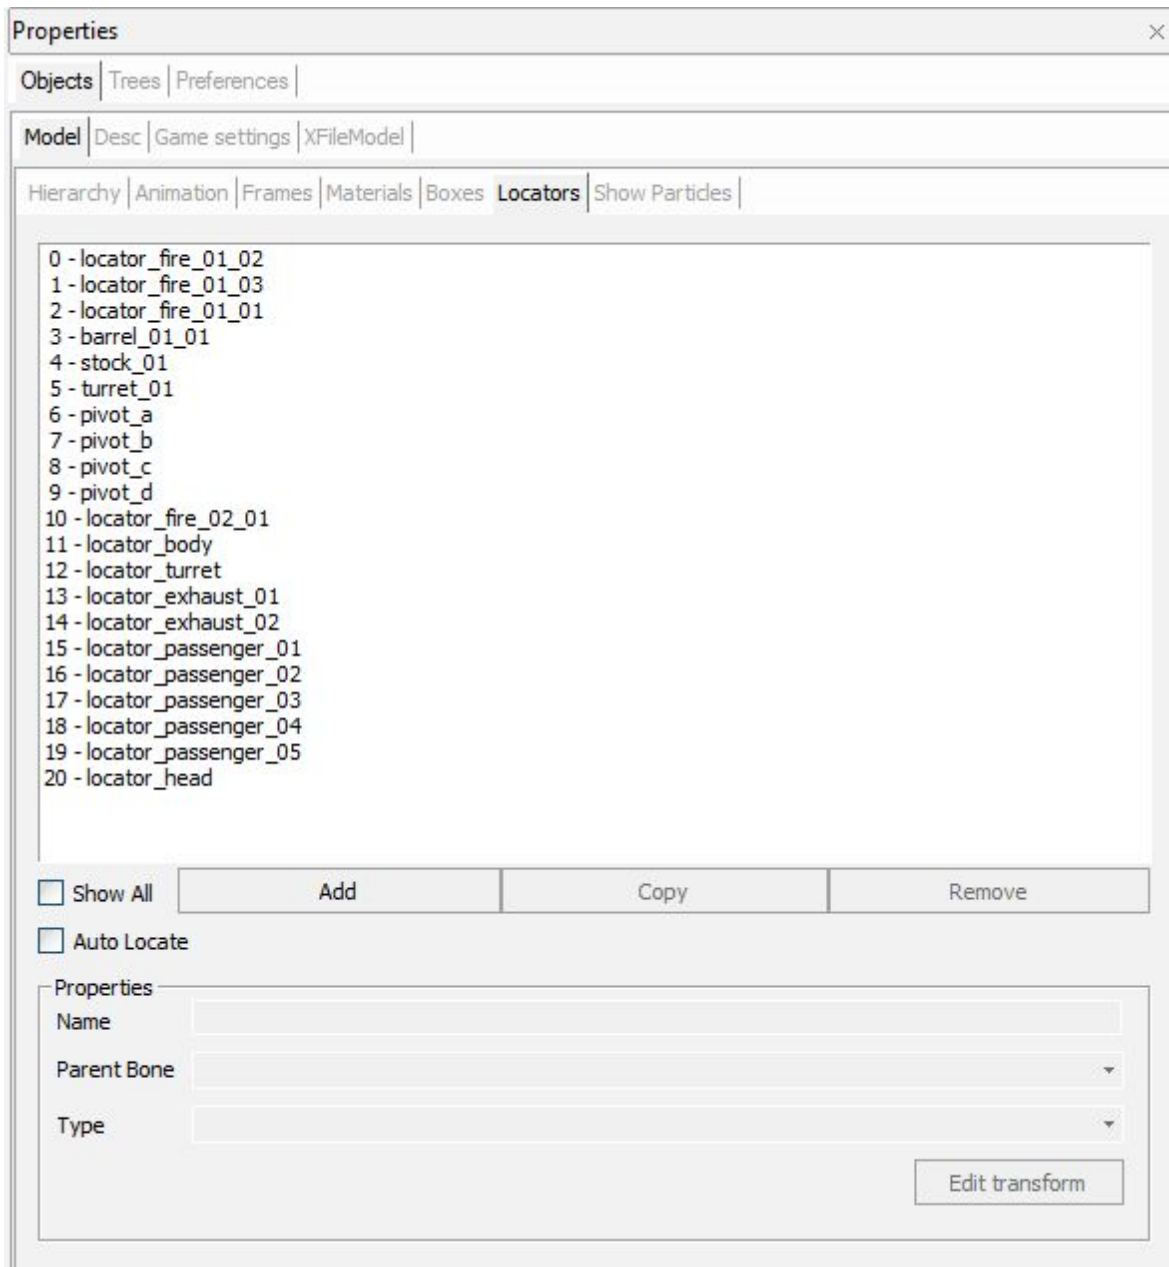 Properties
Objects Trees Preferences
Model Desc Game settings XFileModel
Hierarchy Animation Frames Materials Boxes Locators Show Particles
0 - locator_fire_01_02
1 - locator_fire_01_03
2 - locator_fire_01_01
3 - barrel_01_01
4 - stock_01
5 - turret_01
6 - pivot_a
7 - pivot_b
8 - pivot_c
9 - pivot_d
10 - locator_fire_02_01
11 - locator_body
12 - locator_turret
13 - locator_exhaust_01
14 - locator_exhaust_02
15 - locator_passenger_01
16 - locator_passenger_02
17 - locator_passenger_03
18 - locator_passenger_04
19 - locator_passenger_05
20 - locator_head
Show All Add Copy Remove
Auto Locate
Properties
Name
Parent Bone
Type
Edit transform